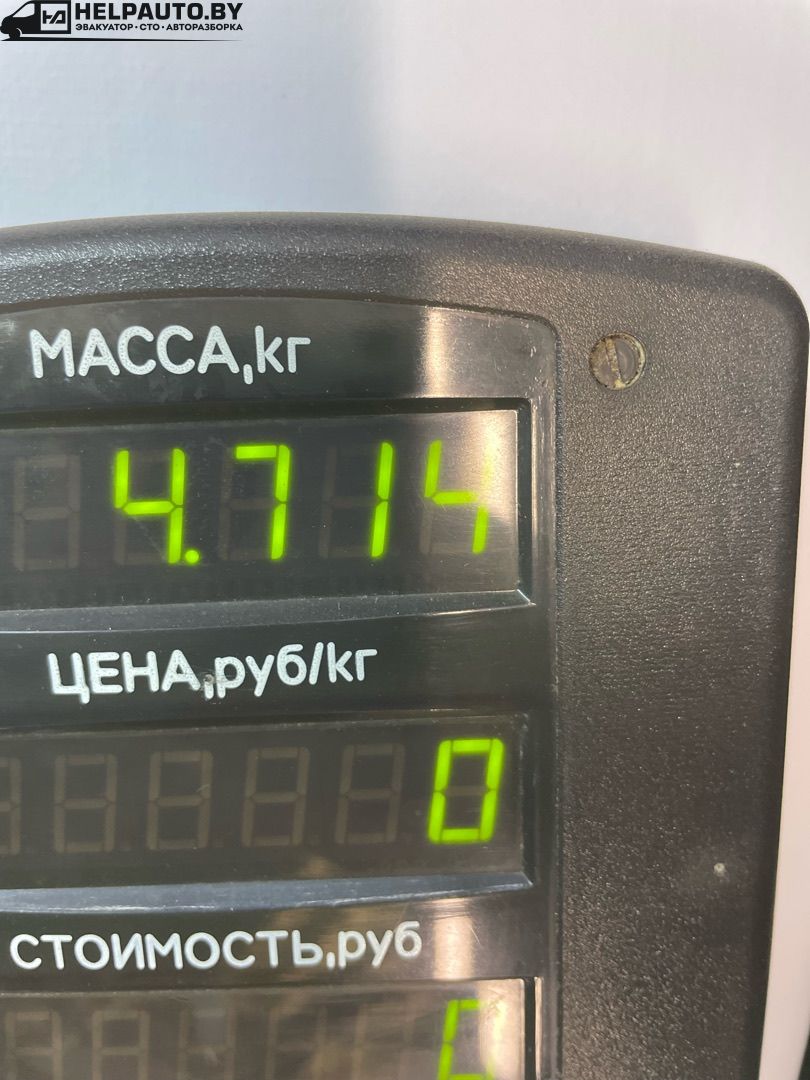 HELPAUTO.BY
ЭВАКУАТОР·СТО·АВТОРАЗБОРКА
МАССА,кг
4.714
ЦЕНА,руб/кг
0
СТОИМОСТЬ,руб